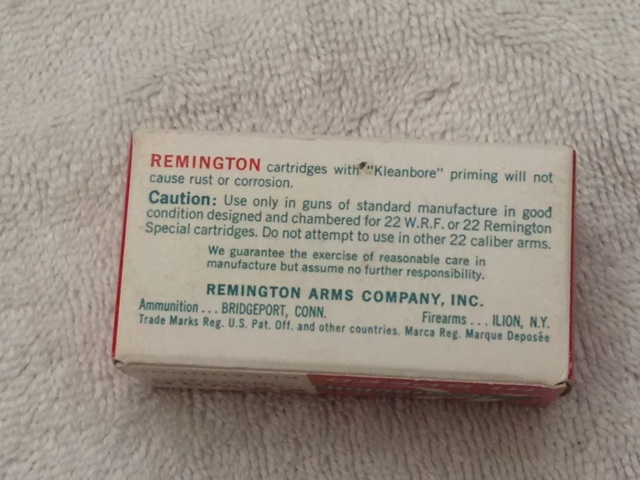 REMINGTON cartridges with "Kleanbore" priming will not
cause rust or corrosion.
Caution: Use only in guns of standard manufacture in good
condition designed and chambered for 22 W.R.F. or 22 Remington
Special cartridges. Do not attempt to use in other 22 caliber arms.
We guarantee the exercise of reasonable care in
manufacture but assume no further responsibility.
REMINGTON ARMS COMPANY, INC.
Ammunition . . . BRIDGEPORT, CONN. Firearms . . . ILION, N.Y.
Trade Marks Reg. U.S. Pat. Off. and other countries. Marca Reg. Marque Deposée